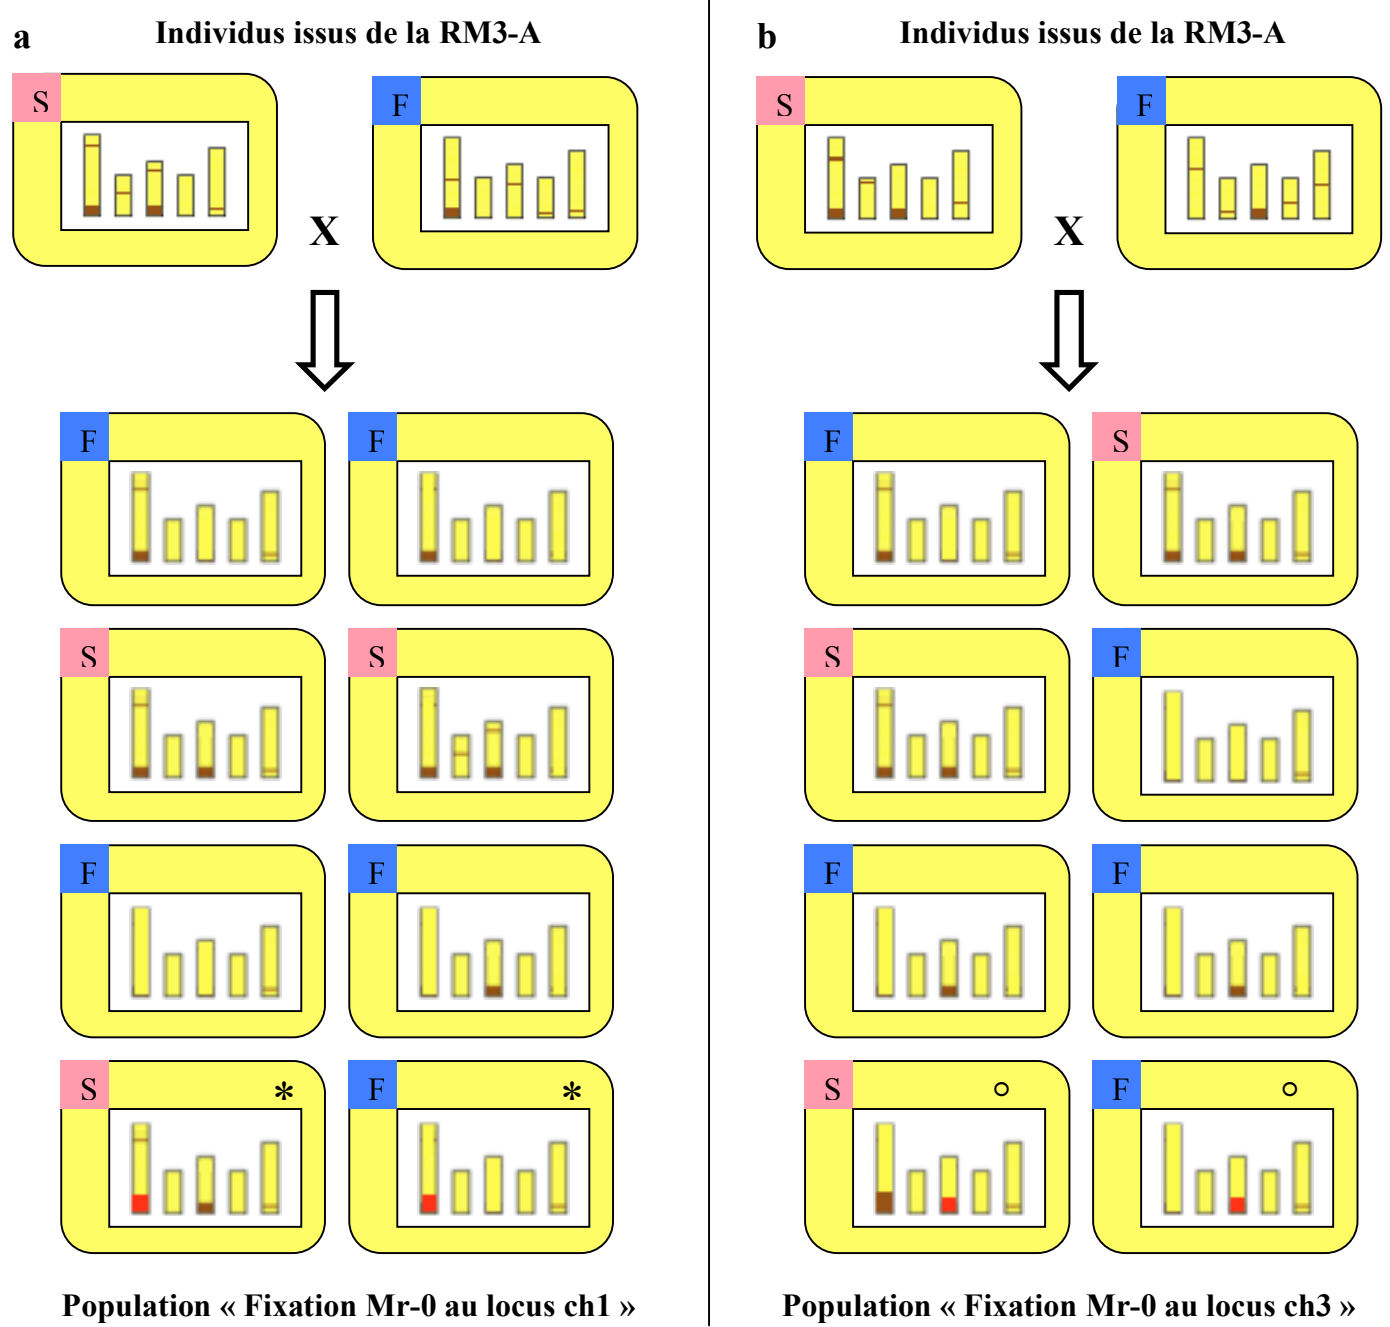 a
Individus issus de la RM3-A
S
F
X
F
F
S
S
F
F
S *
F *
Population « Fixation Mr-0 au locus ch1 »
b
Individus issus de la RM3-A
S
F
X
F
S
S
F
F
F
S °
F °
Population « Fixation Mr-0 au locus ch3 »